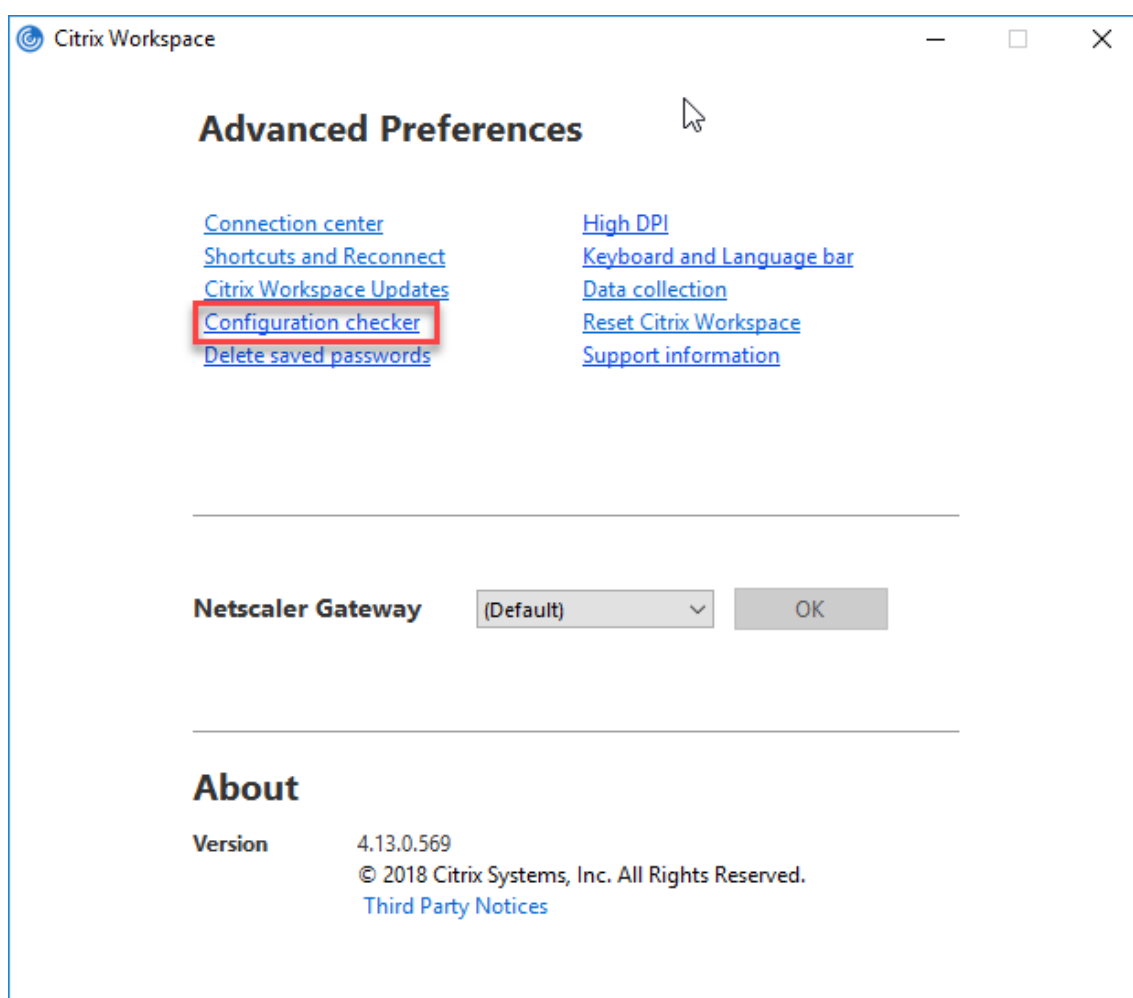 Citrix Workspace
Advanced Preferences
Connection center
Shortcuts and Reconnect
Citrix Workspace Updates
Configuration checker
Delete saved passwords
High DPI
Keyboard and Language bar
Data collection
Reset Citrix Workspace
Support information
Netscaler Gateway (Default) OK
About
Version 4.13.0.569
© 2018 Citrix Systems, Inc. All Rights Reserved.
Third Party Notices